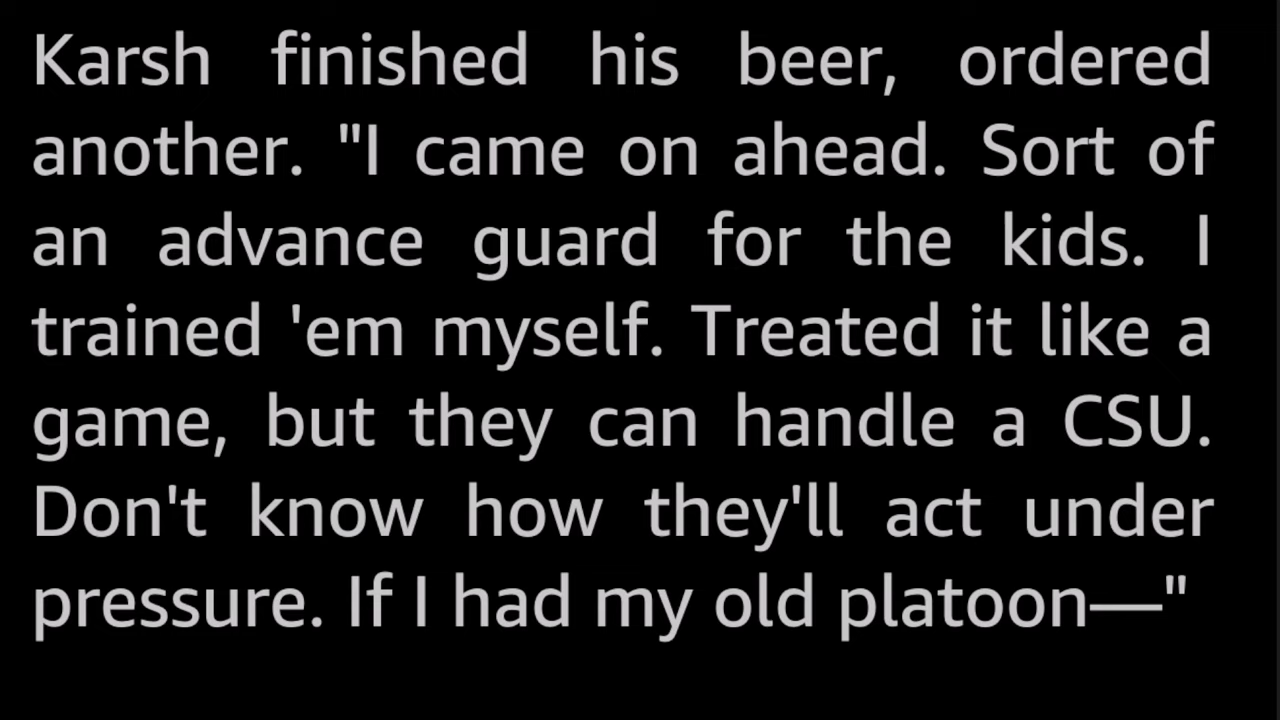 Karsh finished his beer, ordered
another. "I came on ahead. Sort of
an advance guard for the kids. I
trained 'em myself. Treated it like a
game, but they can handle a CSU.
Don't know how they'll act under
pressure. If I had my old platoon—"